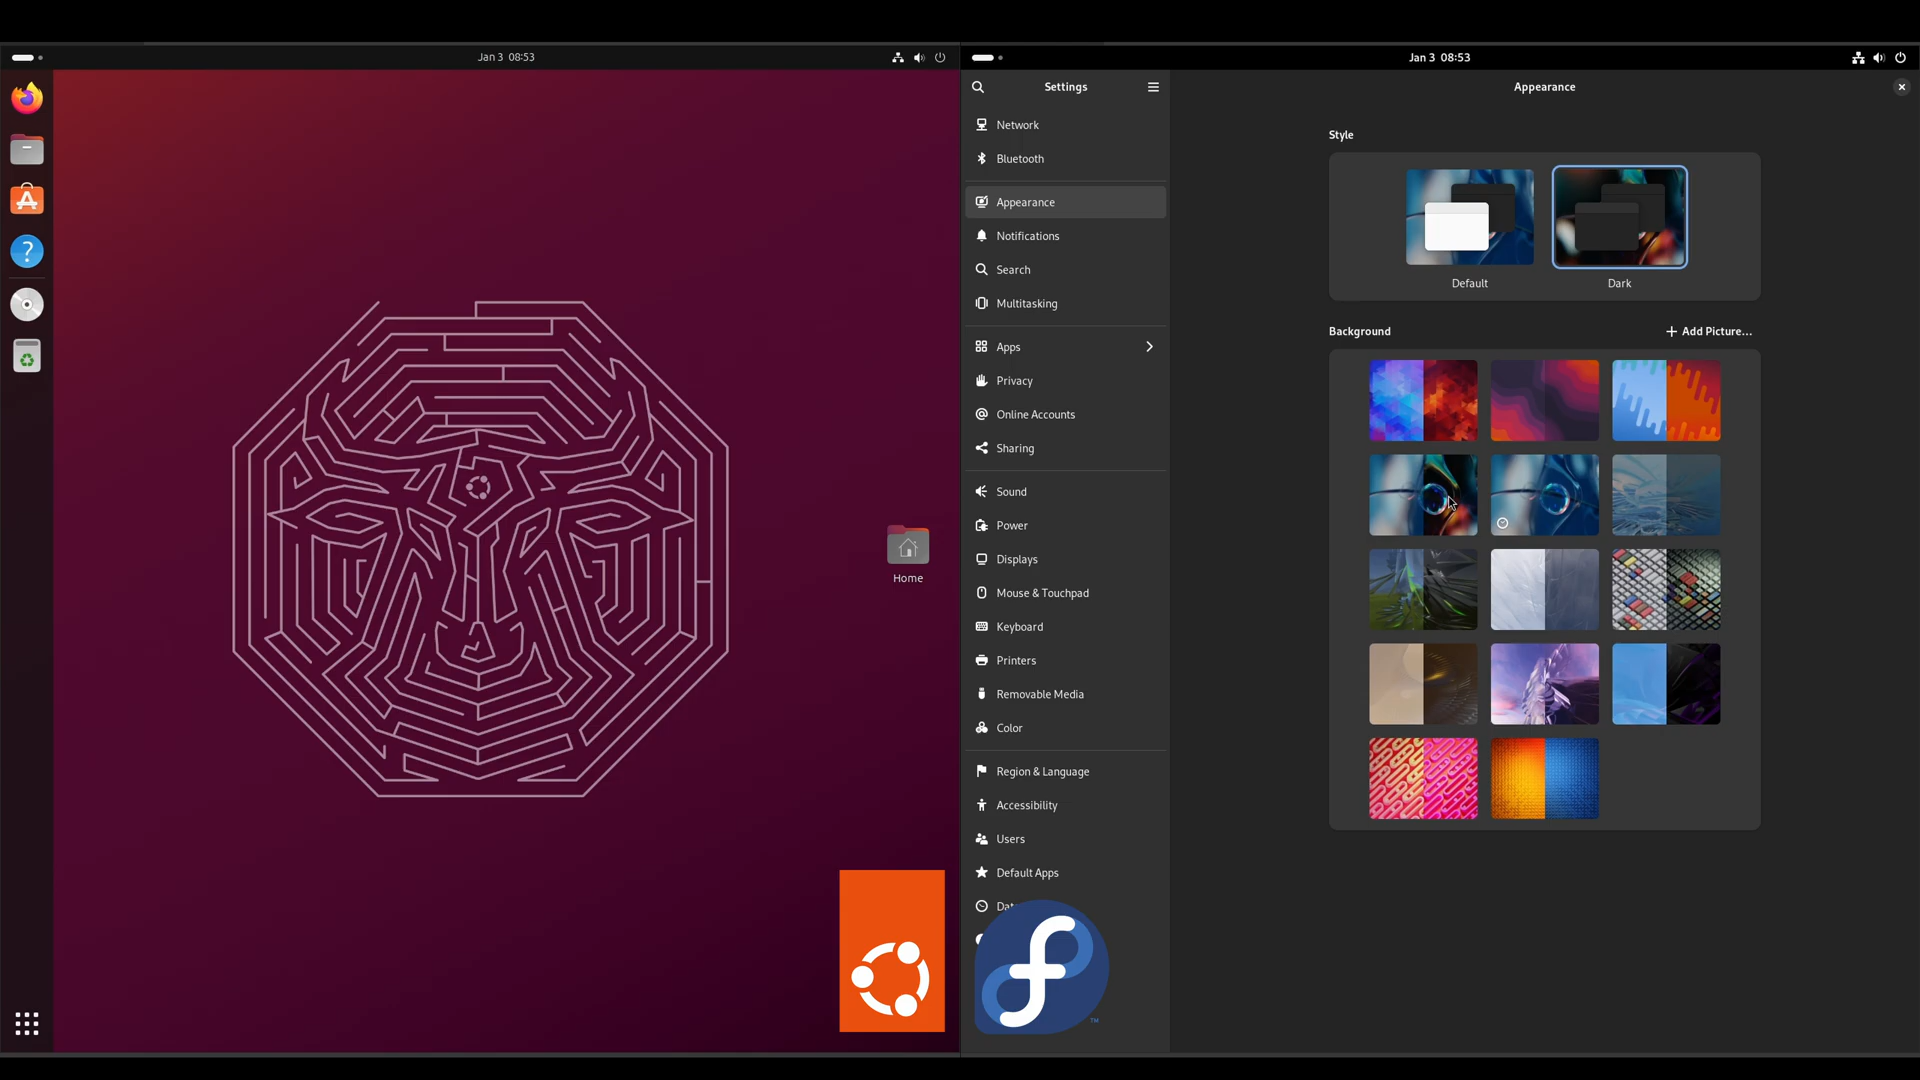 Jan 3 08:53
Home
Jan 3 08:53
Settings
Network
Bluetooth
Appearance
Notifications
Search
Multitasking
Apps
Privacy
Online Accounts
Sharing
Sound
Power
Displays
Mouse & Touchpad
Keyboard
Printers
Removable Media
Color
Region & Language
Accessibility
Users
Default Apps
Appearance
Style
Default
Dark
Background
+ Add Picture...
TM